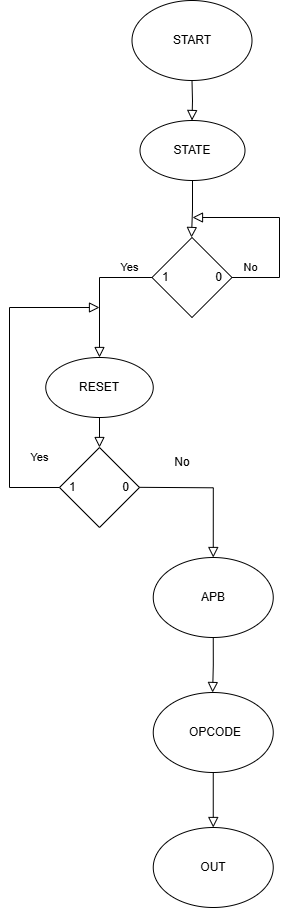 START
STATE
Yes
1
0
No
RESET
Yes
1
0
No
APB
OPCODE
OUT